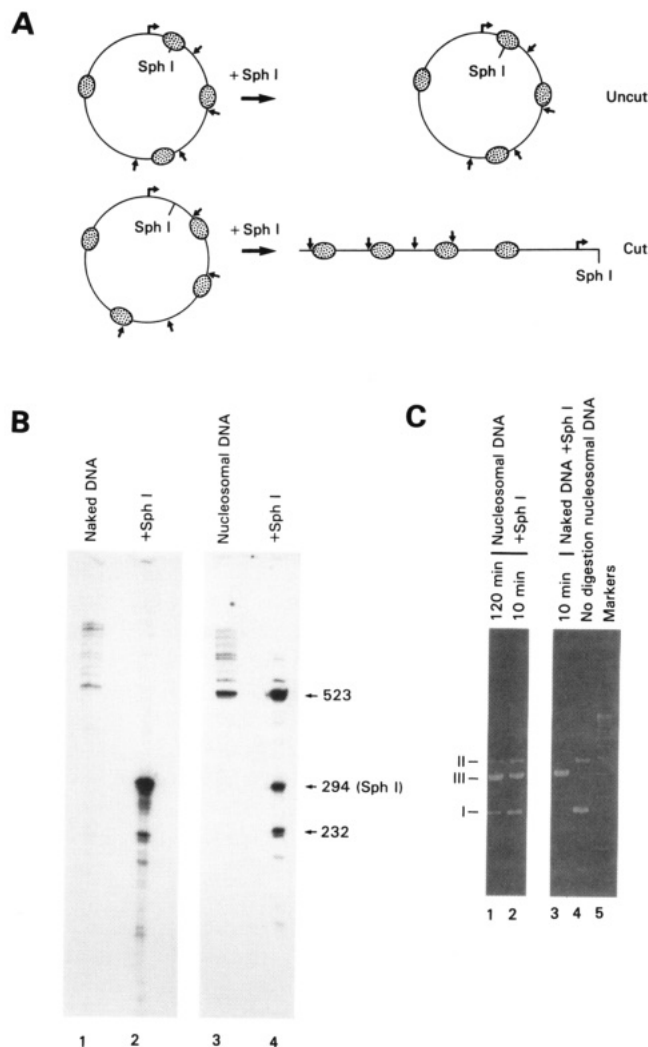 A
Sph I
+ Sph I
Sph I
Uncut
Sph I
+ Sph I
Cut
Sph I
B
Naked DNA
+Sph I
Nucleosomal DNA
+Sph I
523
294 (Sph I)
232
1 2 3 4
C
120 min
10 min
Nucleosomal DNA
+Sph I
10 min
Naked DNA +Sph I
No digestion nucleosomal DNA
Markers
II
III
I
1 2 3 4 5